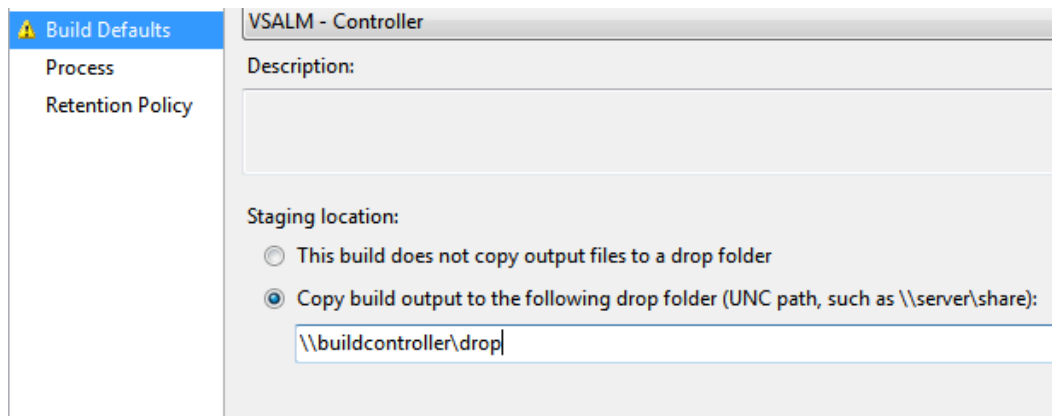 Build Defaults
Process
Retention Policy
VSALM - Controller
Description:
Staging location:
This build does not copy output files to a drop folder
Copy build output to the following drop folder (UNC path, such as \\server\share):
\\buildcontroller\drop